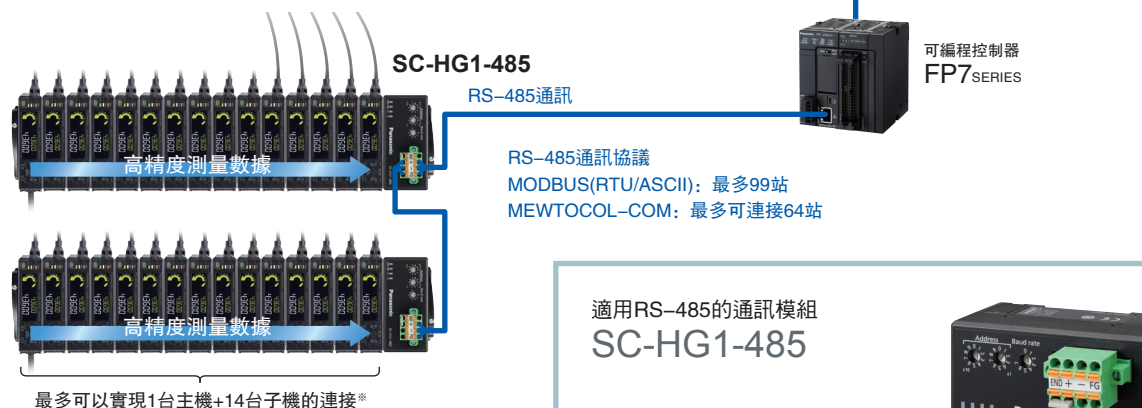 SC-HG1-485
可編程控制器
FP7 SERIES
RS-485通訊
高精度測量數據
Panasonic
RS-485通訊協議
MODBUS(RTU/ASCII)：最多99站
MEWTOCOL-COM：最多可連接64站
高精度測量數據
Panasonic
最多可以實現1台主機+14台子機的連接※
適用RS-485的通訊模組
SC-HG1-485
Address Baud rate
END + - FG